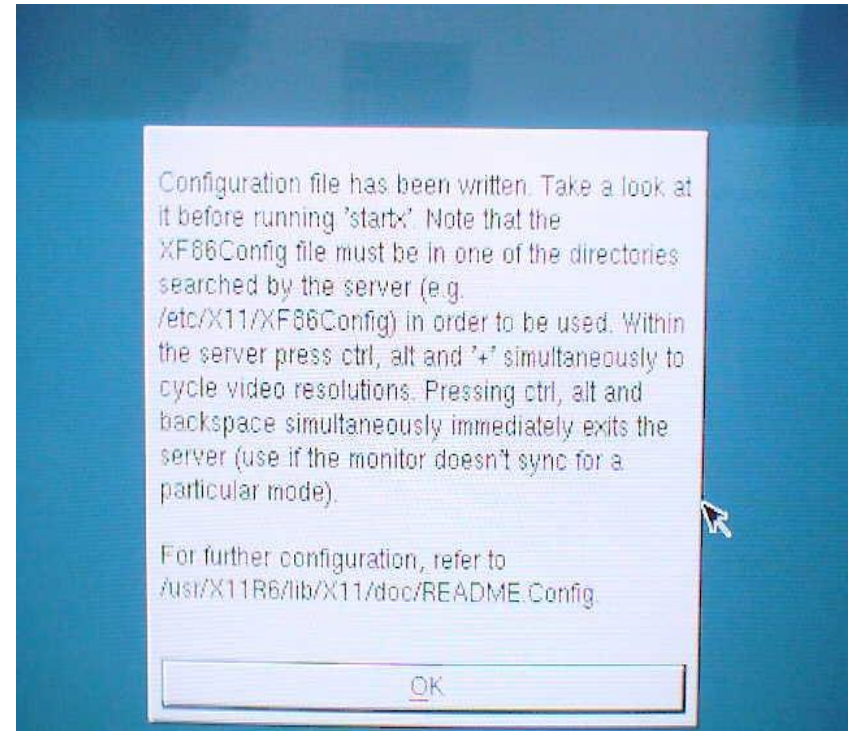 Configuration file has been written. Take a look at
it before running 'startx'. Note that the
XF86Config file must be in one of the directories
searched by the server (e.g.
/etc/X11/XF86Config) in order to be used. Within
the server press ctrl, alt and '+' simultaneously to
cycle video resolutions. Pressing ctrl, alt and
backspace simultaneously immediately exits the
server (use if the monitor doesn't sync for a
particular mode).
For further configuration, refer to
/usr/X11R6/lib/X11/doc/README.Config.
OK